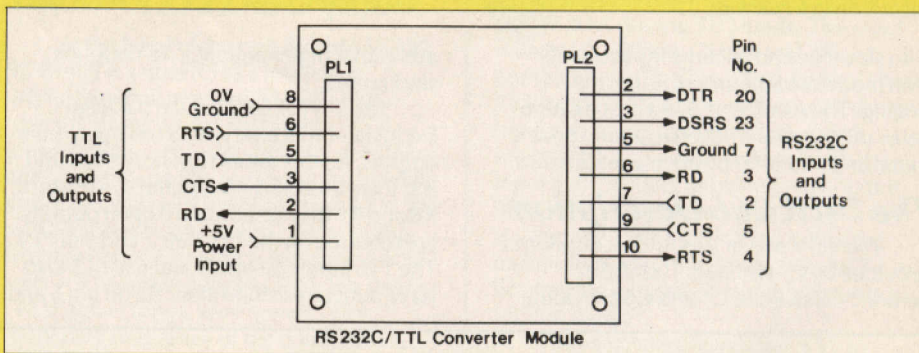 Pin
No.
PL1
PL2
TTL
Inputs
and
Outputs
0V
Ground 8
RTS 6
TD 5
CTS 3
RD 2
+5V
Power
Input 1
2 DTR 20
3 DSRS 23
5 Ground 7
6 RD 3
7 TD 2
9 CTS 5
10 RTS 4
RS232C
Inputs
and
Outputs
RS232C/TTL Converter Module